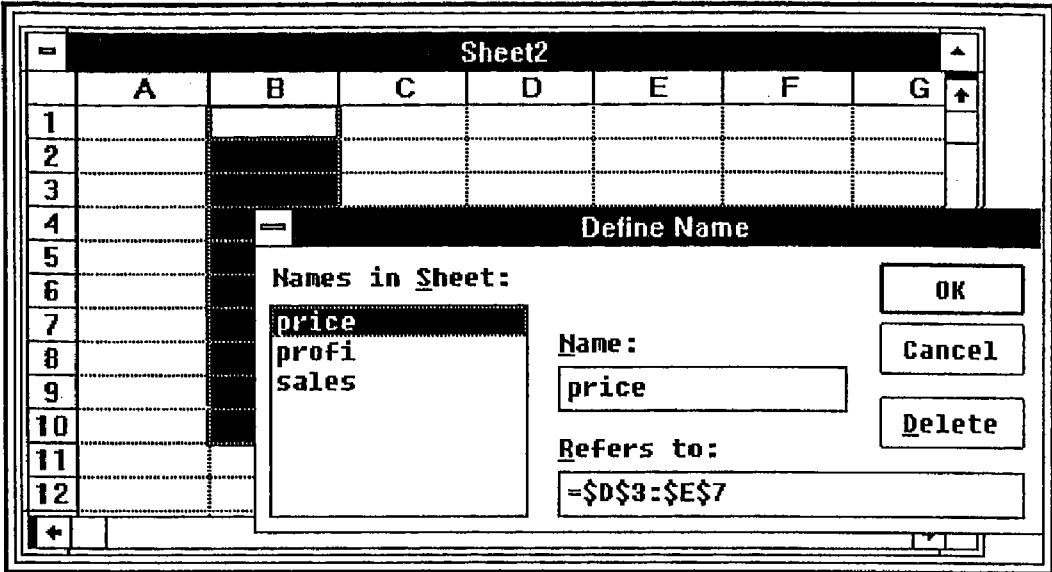 Sheet2
A B C D E F G
1
2
3
4
Define Name
5
Names in Sheet:
OK
6
7
price
Name:
8
profi
Cancel
9
sales
price
10
Delete
11
Refers to:
12
=$D$3:$E$7